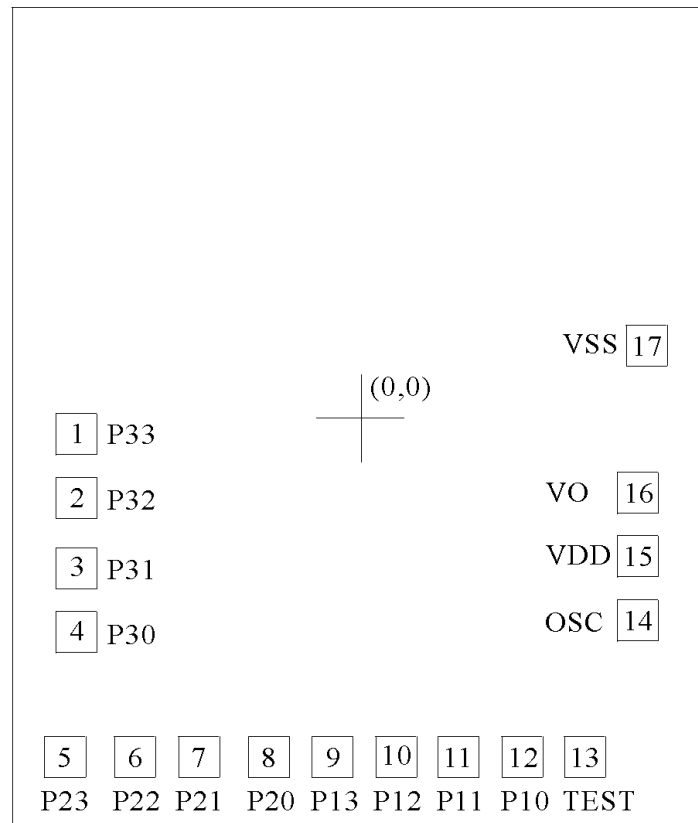 VSS 17
(0,0)
1 P33
2 P32
VO 16
3 P31
VDD 15
4 P30
OSC 14
5 6 7 8 9 10 11 12 13
P23 P22 P21 P20 P13 P12 P11 P10 TEST